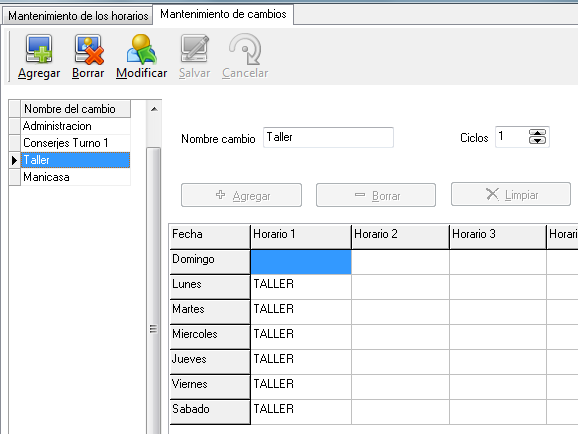 Mantenimiento de los horarios Mantenimiento de cambios
Agregar Borrar Modificar Salvar Cancelar
Nombre del cambio
Administracion
Conserjes Turno 1
Taller
Manicasa
Nombre cambio Taller Ciclos 1
Agregar Borrar Limpiar
Fecha Horario 1 Horario 2 Horario 3 Horari
Domingo
Lunes TALLER
Martes TALLER
Miercoles TALLER
Jueves TALLER
Viernes TALLER
Sabado TALLER